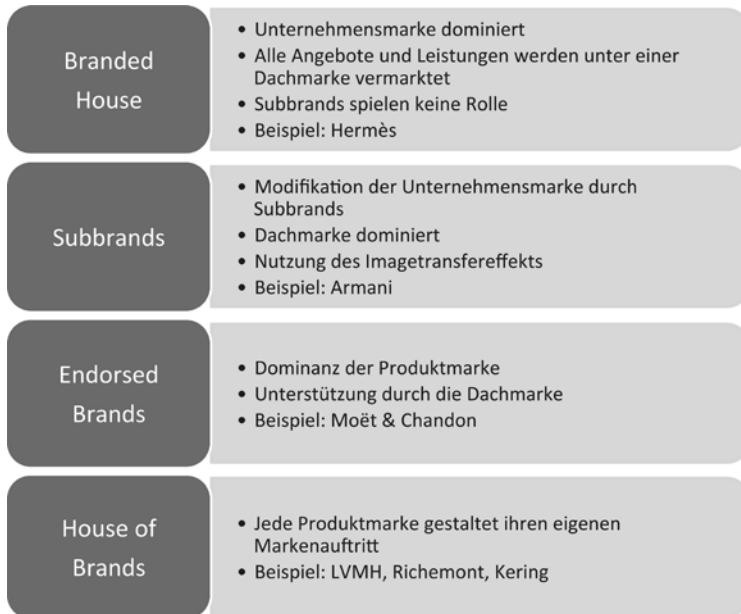 Branded
House
• Unternehmensmarke dominiert
• Alle Angebote und Leistungen werden unter einer
Dachmarke vermarktet
• Subbrands spielen keine Rolle
• Beispiel: Hermès
Subbrands
• Modifikation der Unternehmensmarke durch
Subbrands
• Dachmarke dominiert
• Nutzung des Imagetransfereffekts
• Beispiel: Armani
Endorsed
Brands
• Dominanz der Produktmarke
• Unterstützung durch die Dachmarke
• Beispiel: Moët & Chandon
House of
Brands
• Jede Produktmarke gestaltet ihren eigenen
Markenauftritt
• Beispiel: LVMH, Richemont, Kering